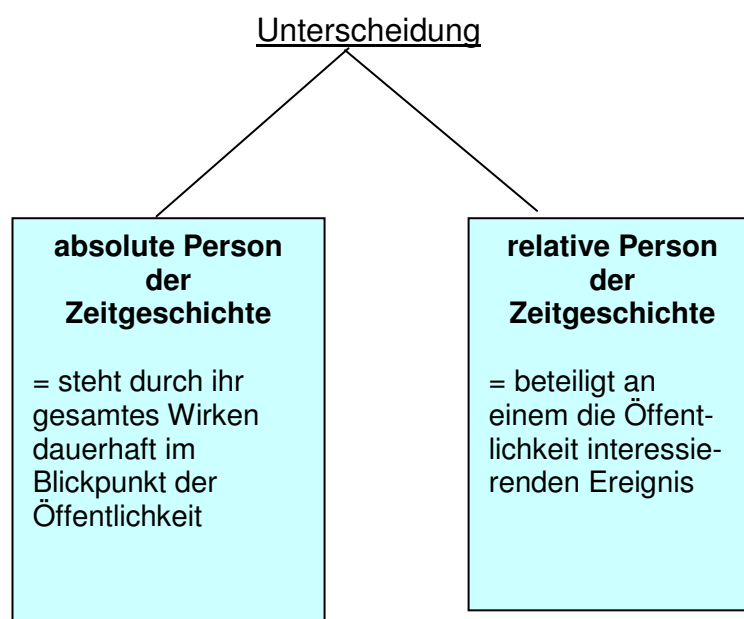 Unterscheidung
absolute Person
der
Zeitgeschichte
= steht durch ihr
gesamtes Wirken
dauerhaft im
Blickpunkt der
Öffentlichkeit
relative Person
der
Zeitgeschichte
= beteiligt an
einem die Öffent-
lichkeit interessie-
renden Ereignis